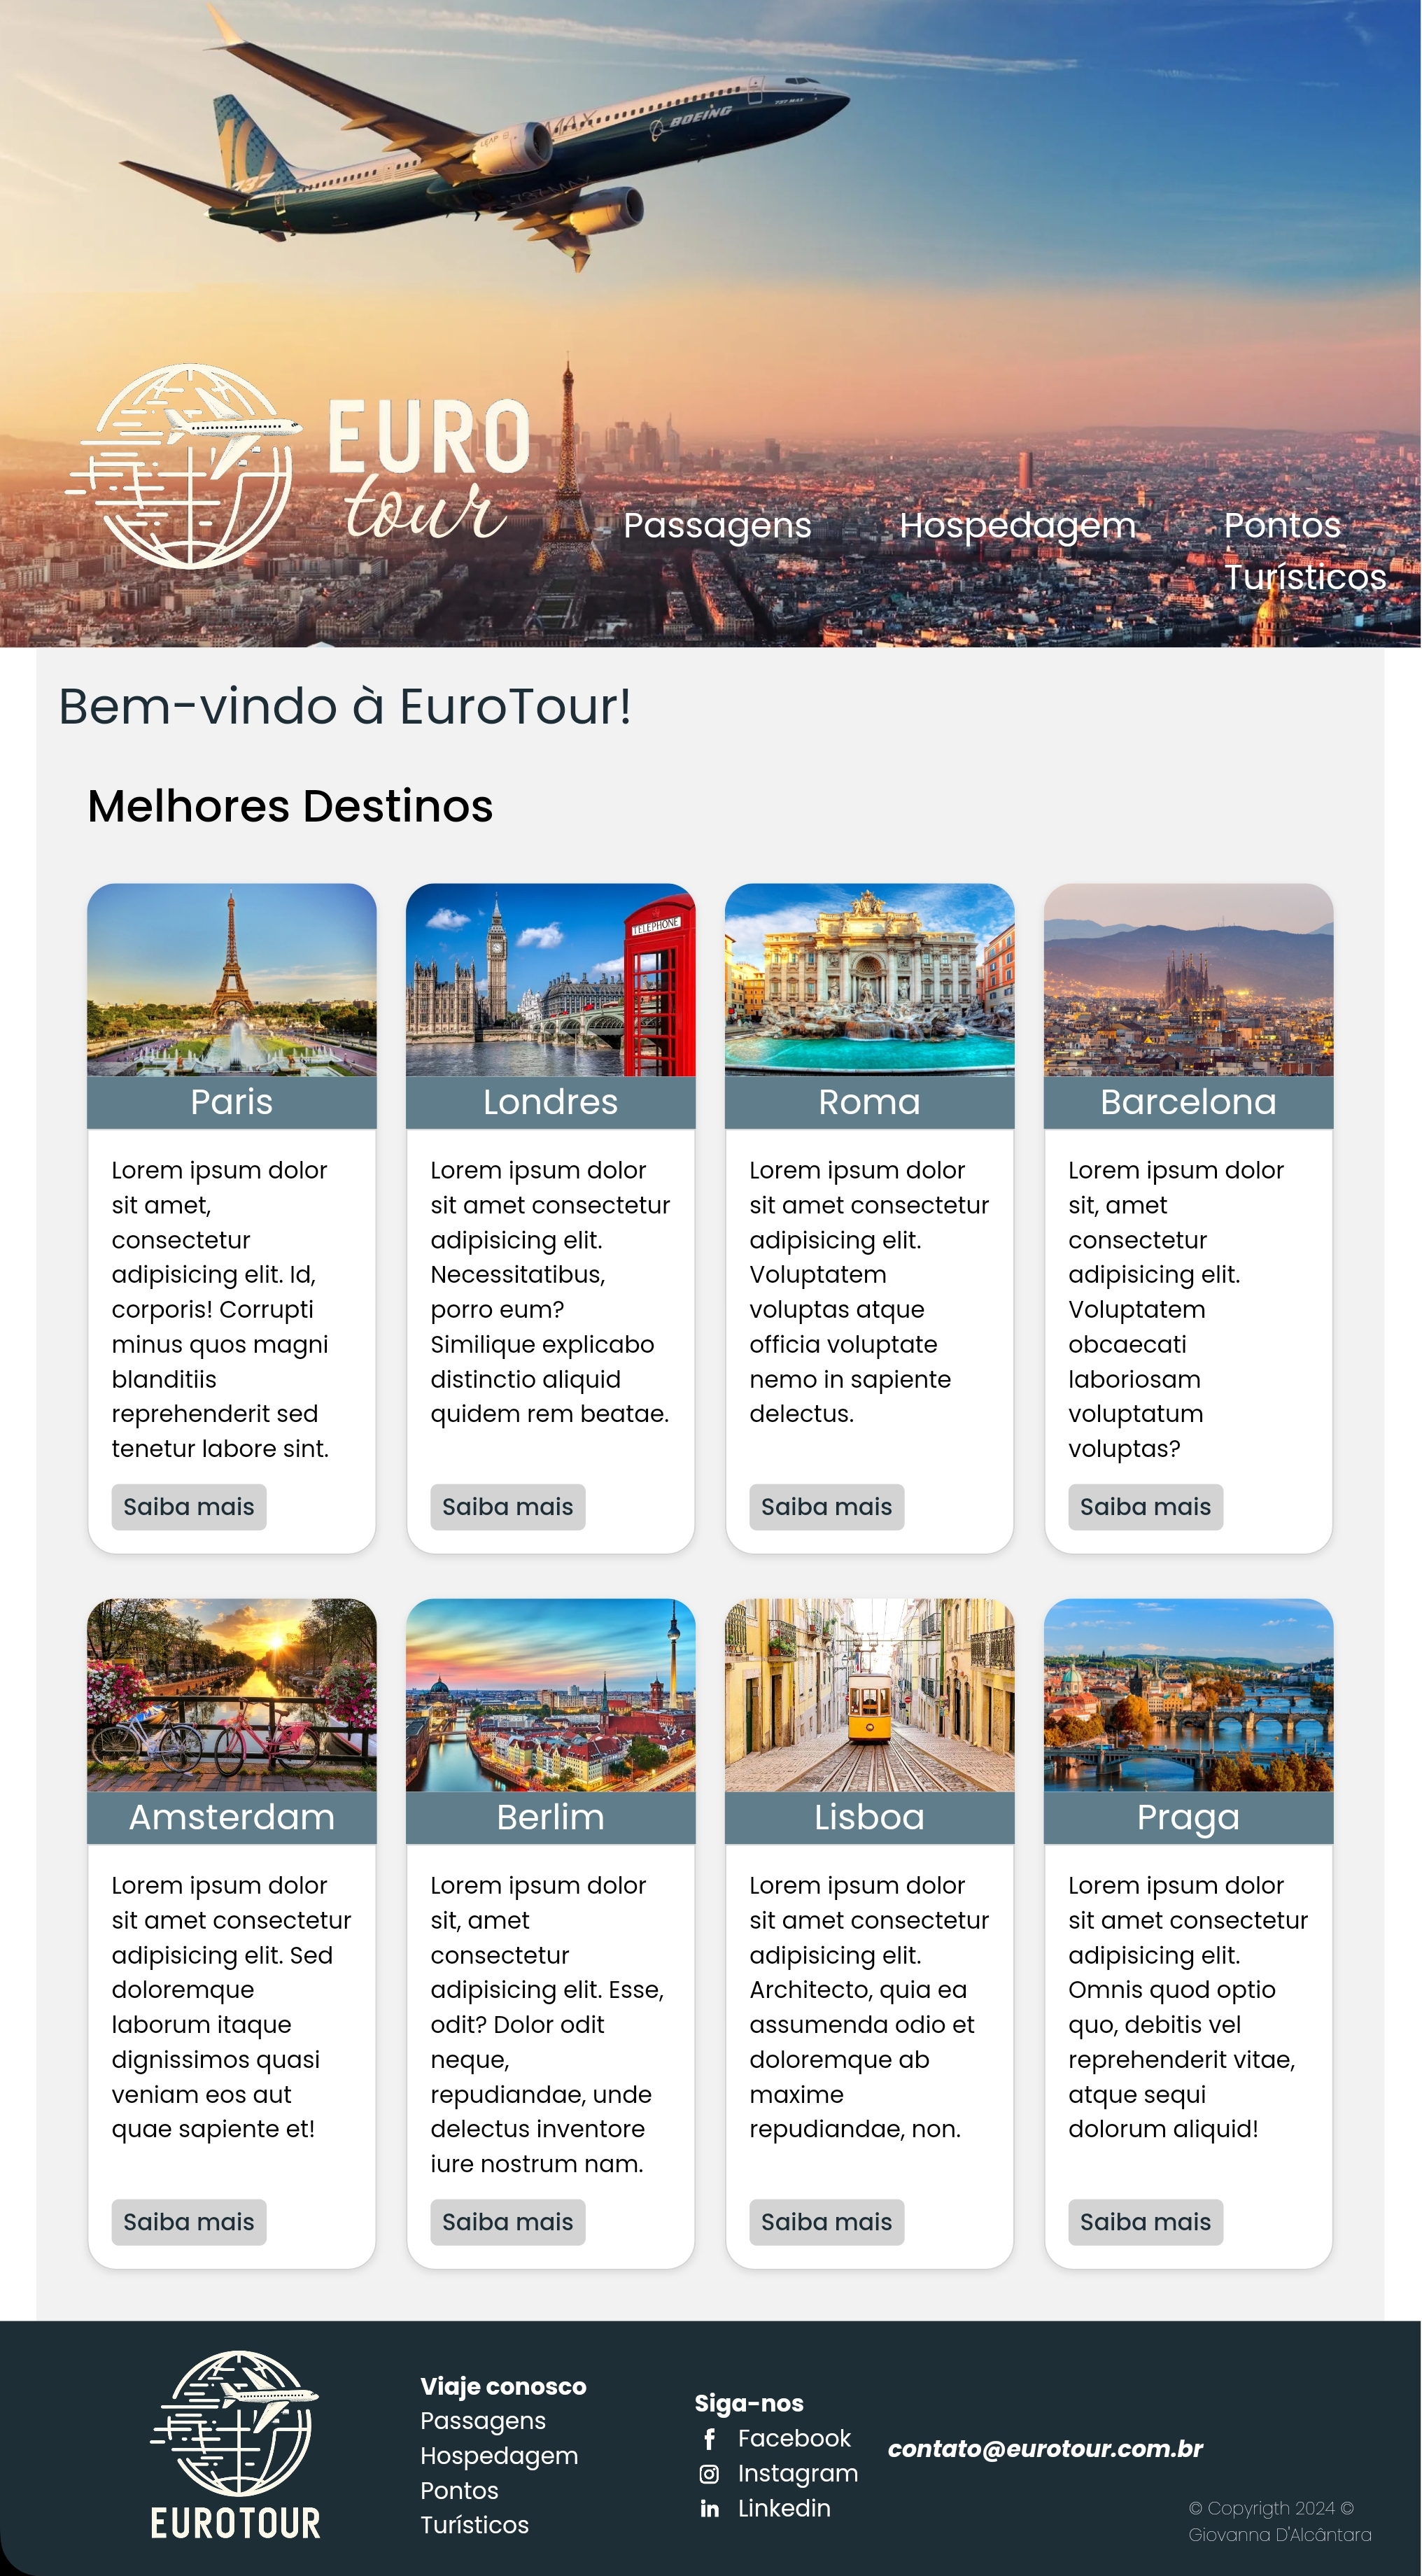 BOEING
737 MAX
LEAP
MAX
EURO
tour
Passagens
Hospedagem
Pontos
Turísticos
Bem-vindo à EuroTour!
Melhores Destinos
TELEPHONE
Paris
Lorem ipsum dolor
sit amet,
consectetur
adipisicing elit. Id,
corporis! Corrupti
minus quos magni
blanditiis
reprehenderit sed
tenetur labore sint.
Saiba mais
Londres
Lorem ipsum dolor
sit amet consectetur
adipisicing elit.
Necessitatibus,
porro eum?
Similique explicabo
distinctio aliquid
quidem rem beatae.
Saiba mais
Roma
Lorem ipsum dolor
sit amet consectetur
adipisicing elit.
Voluptatem
voluptas atque
officia voluptate
nemo in sapiente
delectus.
Saiba mais
Barcelona
Lorem ipsum dolor
sit, amet
consectetur
adipisicing elit.
Voluptatem
obcaecati
laboriosam
voluptatum
voluptas?
Saiba mais
Amsterdam
Lorem ipsum dolor
sit amet consectetur
adipisicing elit. Sed
doloremque
laborum itaque
dignissimos quasi
veniam eos aut
quae sapiente et!
Saiba mais
Berlim
Lorem ipsum dolor
sit, amet
consectetur
adipisicing elit. Esse,
odit? Dolor odit
neque,
repudiandae, unde
delectus inventore
iure nostrum nam.
Saiba mais
Lisboa
Lorem ipsum dolor
sit amet consectetur
adipisicing elit.
Architecto, quia ea
assumenda odio et
doloremque ab
maxime
repudiandae, non.
Saiba mais
Praga
Lorem ipsum dolor
sit amet consectetur
adipisicing elit.
Omnis quod optio
quo, debitis vel
reprehenderit vitae,
atque sequi
dolorum aliquid!
Saiba mais
EUROTOUR
Viaje conosco
Passagens
Hospedagem
Pontos
Turísticos
Siga-nos
Facebook
Instagram
Linkedin
contato@eurotour.com.br
© Copyrigth 2024 ©
Giovanna D'Alcântara